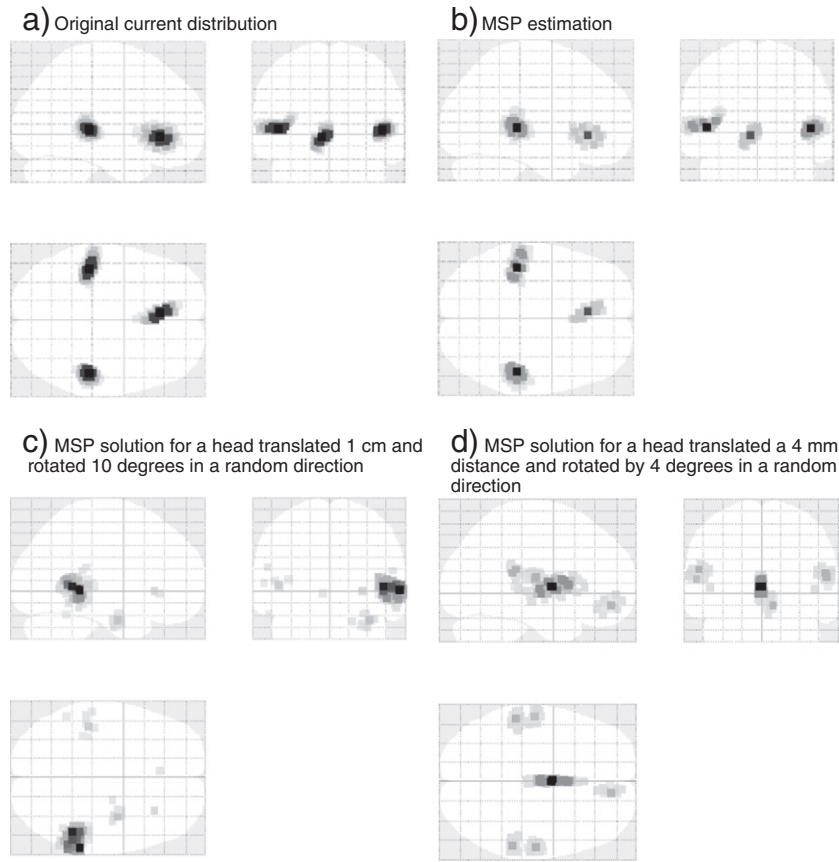 a) Original current distribution
b) MSP estimation
c) MSP solution for a head translated 1 cm and
rotated 10 degrees in a random direction
d) MSP solution for a head translated a 4 mm
distance and rotated by 4 degrees in a random
direction